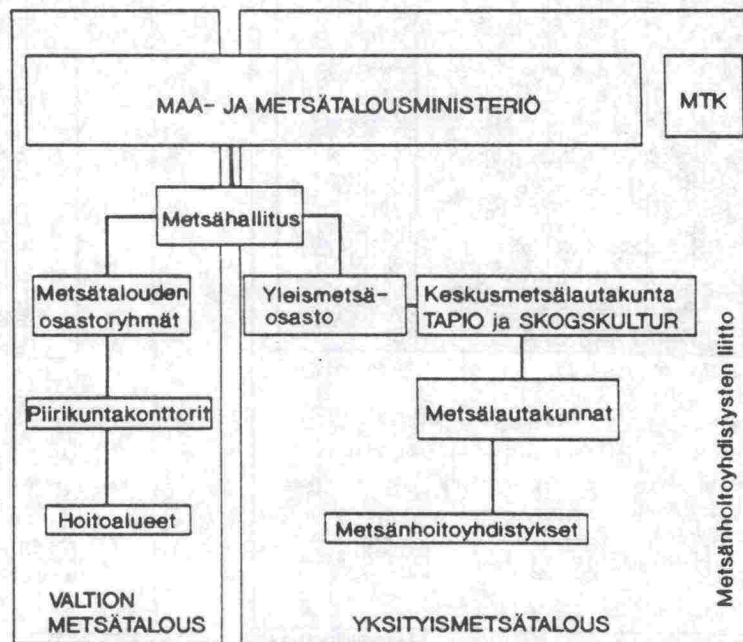 MAA- JA METSÄTALOUSMINISTERIÖ
MTK
Metsähallitus
Metsätalouden
osastoryhmät
Yleismetsä-
osasto
Keskusmetsälautakunta
TAPIO ja SKOGSKULTUR
Piirikuntakonttorit
Metsälautakunnat
Hoitoalueet
Metsänhoitoyhdistykset
Metsänhoitoyhdistysten liitto
VALTION
METSÄTALOUS
YKSITYISMETSÄTALOUS